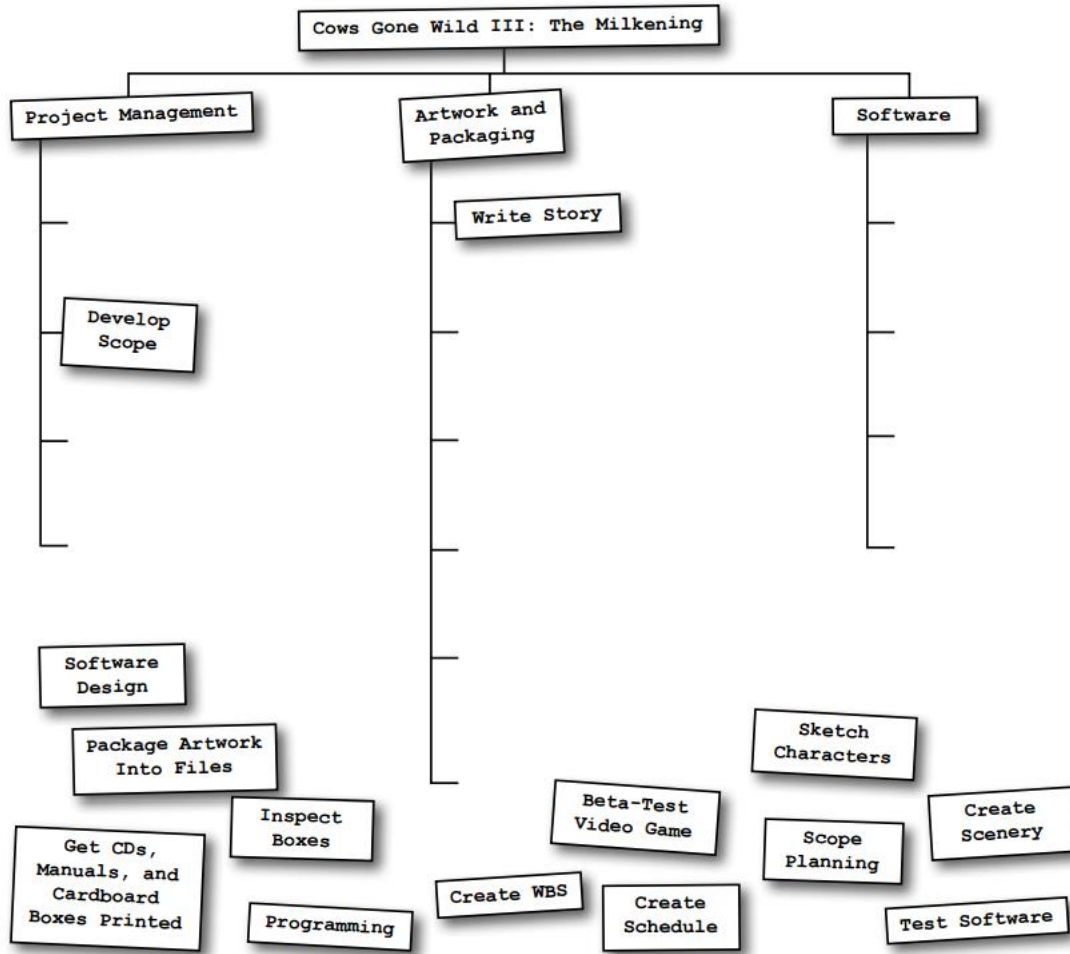 Cows Gone Wild III: The Milkening
Project Management
Artwork and
Packaging
Software
Write Story
Develop
Scope
Software
Design
Package Artwork
Into Files
Sketch
Characters
Inspect
Boxes
Beta-Test
Video Game
Create
Scenery
Get CDs,
Manuals, and
Cardboard
Boxes Printed
Scope
Planning
Create WBS
Create
Schedule
Programming
Test Software